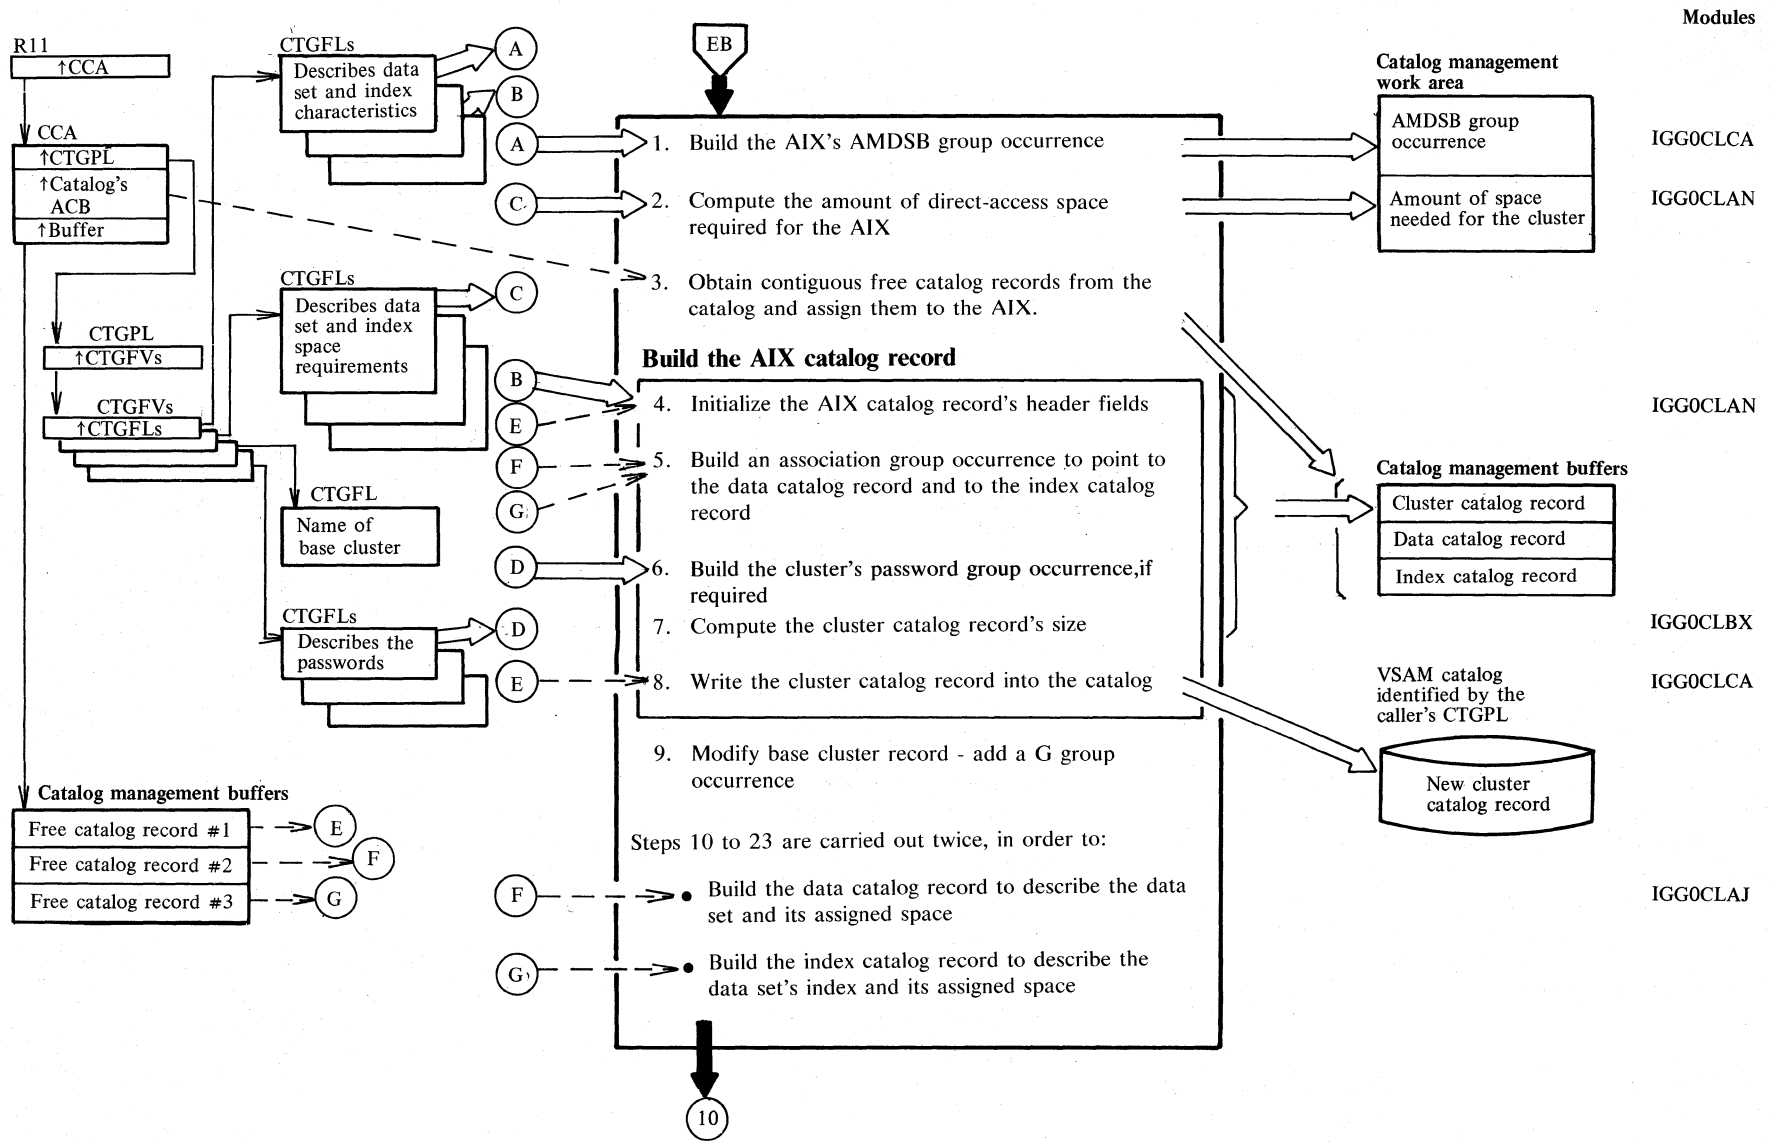 Modules
R11
↑CCA
CCA
↑CTGPL
↑Catalog's
ACB
↑Buffer
CTGPL
↑CTGFVs
CTGFVs
↑CTGFLs
CTGFLs
Describes data
set and index
characteristics
A
B
A
C
CTGFLs
Describes data
set and index
space
requirements
C
B
E
F
G
CTGFL
Name of
base cluster
D
CTGFLs
Describes the
passwords
D
E
Catalog management buffers
Free catalog record #1
E
Free catalog record #2
F
Free catalog record #3
G
F
G
EB
1. Build the AIX's AMDSB group occurrence
2. Compute the amount of direct-access space
required for the AIX
3. Obtain contiguous free catalog records from the
catalog and assign them to the AIX.
Build the AIX catalog record
4. Initialize the AIX catalog record's header fields
5. Build an association group occurrence to point to
the data catalog record and to the index catalog
record
6. Build the cluster's password group occurrence,if
required
7. Compute the cluster catalog record's size
8. Write the cluster catalog record into the catalog
9. Modify base cluster record - add a G group
occurrence
Steps 10 to 23 are carried out twice, in order to:
• Build the data catalog record to describe the data
set and its assigned space
• Build the index catalog record to describe the
data set's index and its assigned space
10
Catalog management
work area
AMDSB group
occurrence
Amount of space
needed for the cluster
Catalog management buffers
Cluster catalog record
Data catalog record
Index catalog record
VSAM catalog
identified by the
caller's CTGPL
New cluster
catalog record
IGG0CLCA
IGG0CLAN
IGG0CLAN
IGG0CLBX
IGG0CLCA
IGG0CLAJ